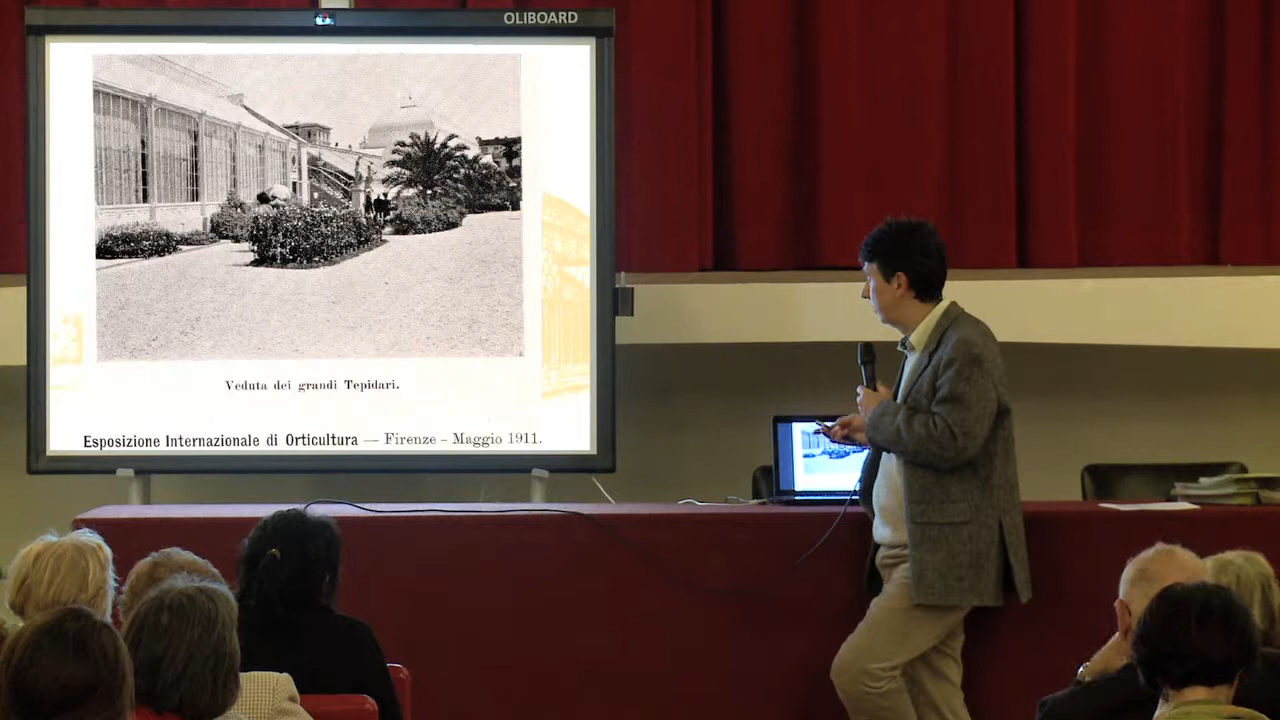 OLIBOARD
Veduta dei grandi Tepidari.
Esposizione Internazionale di Orticultura — Firenze - Maggio 1911.